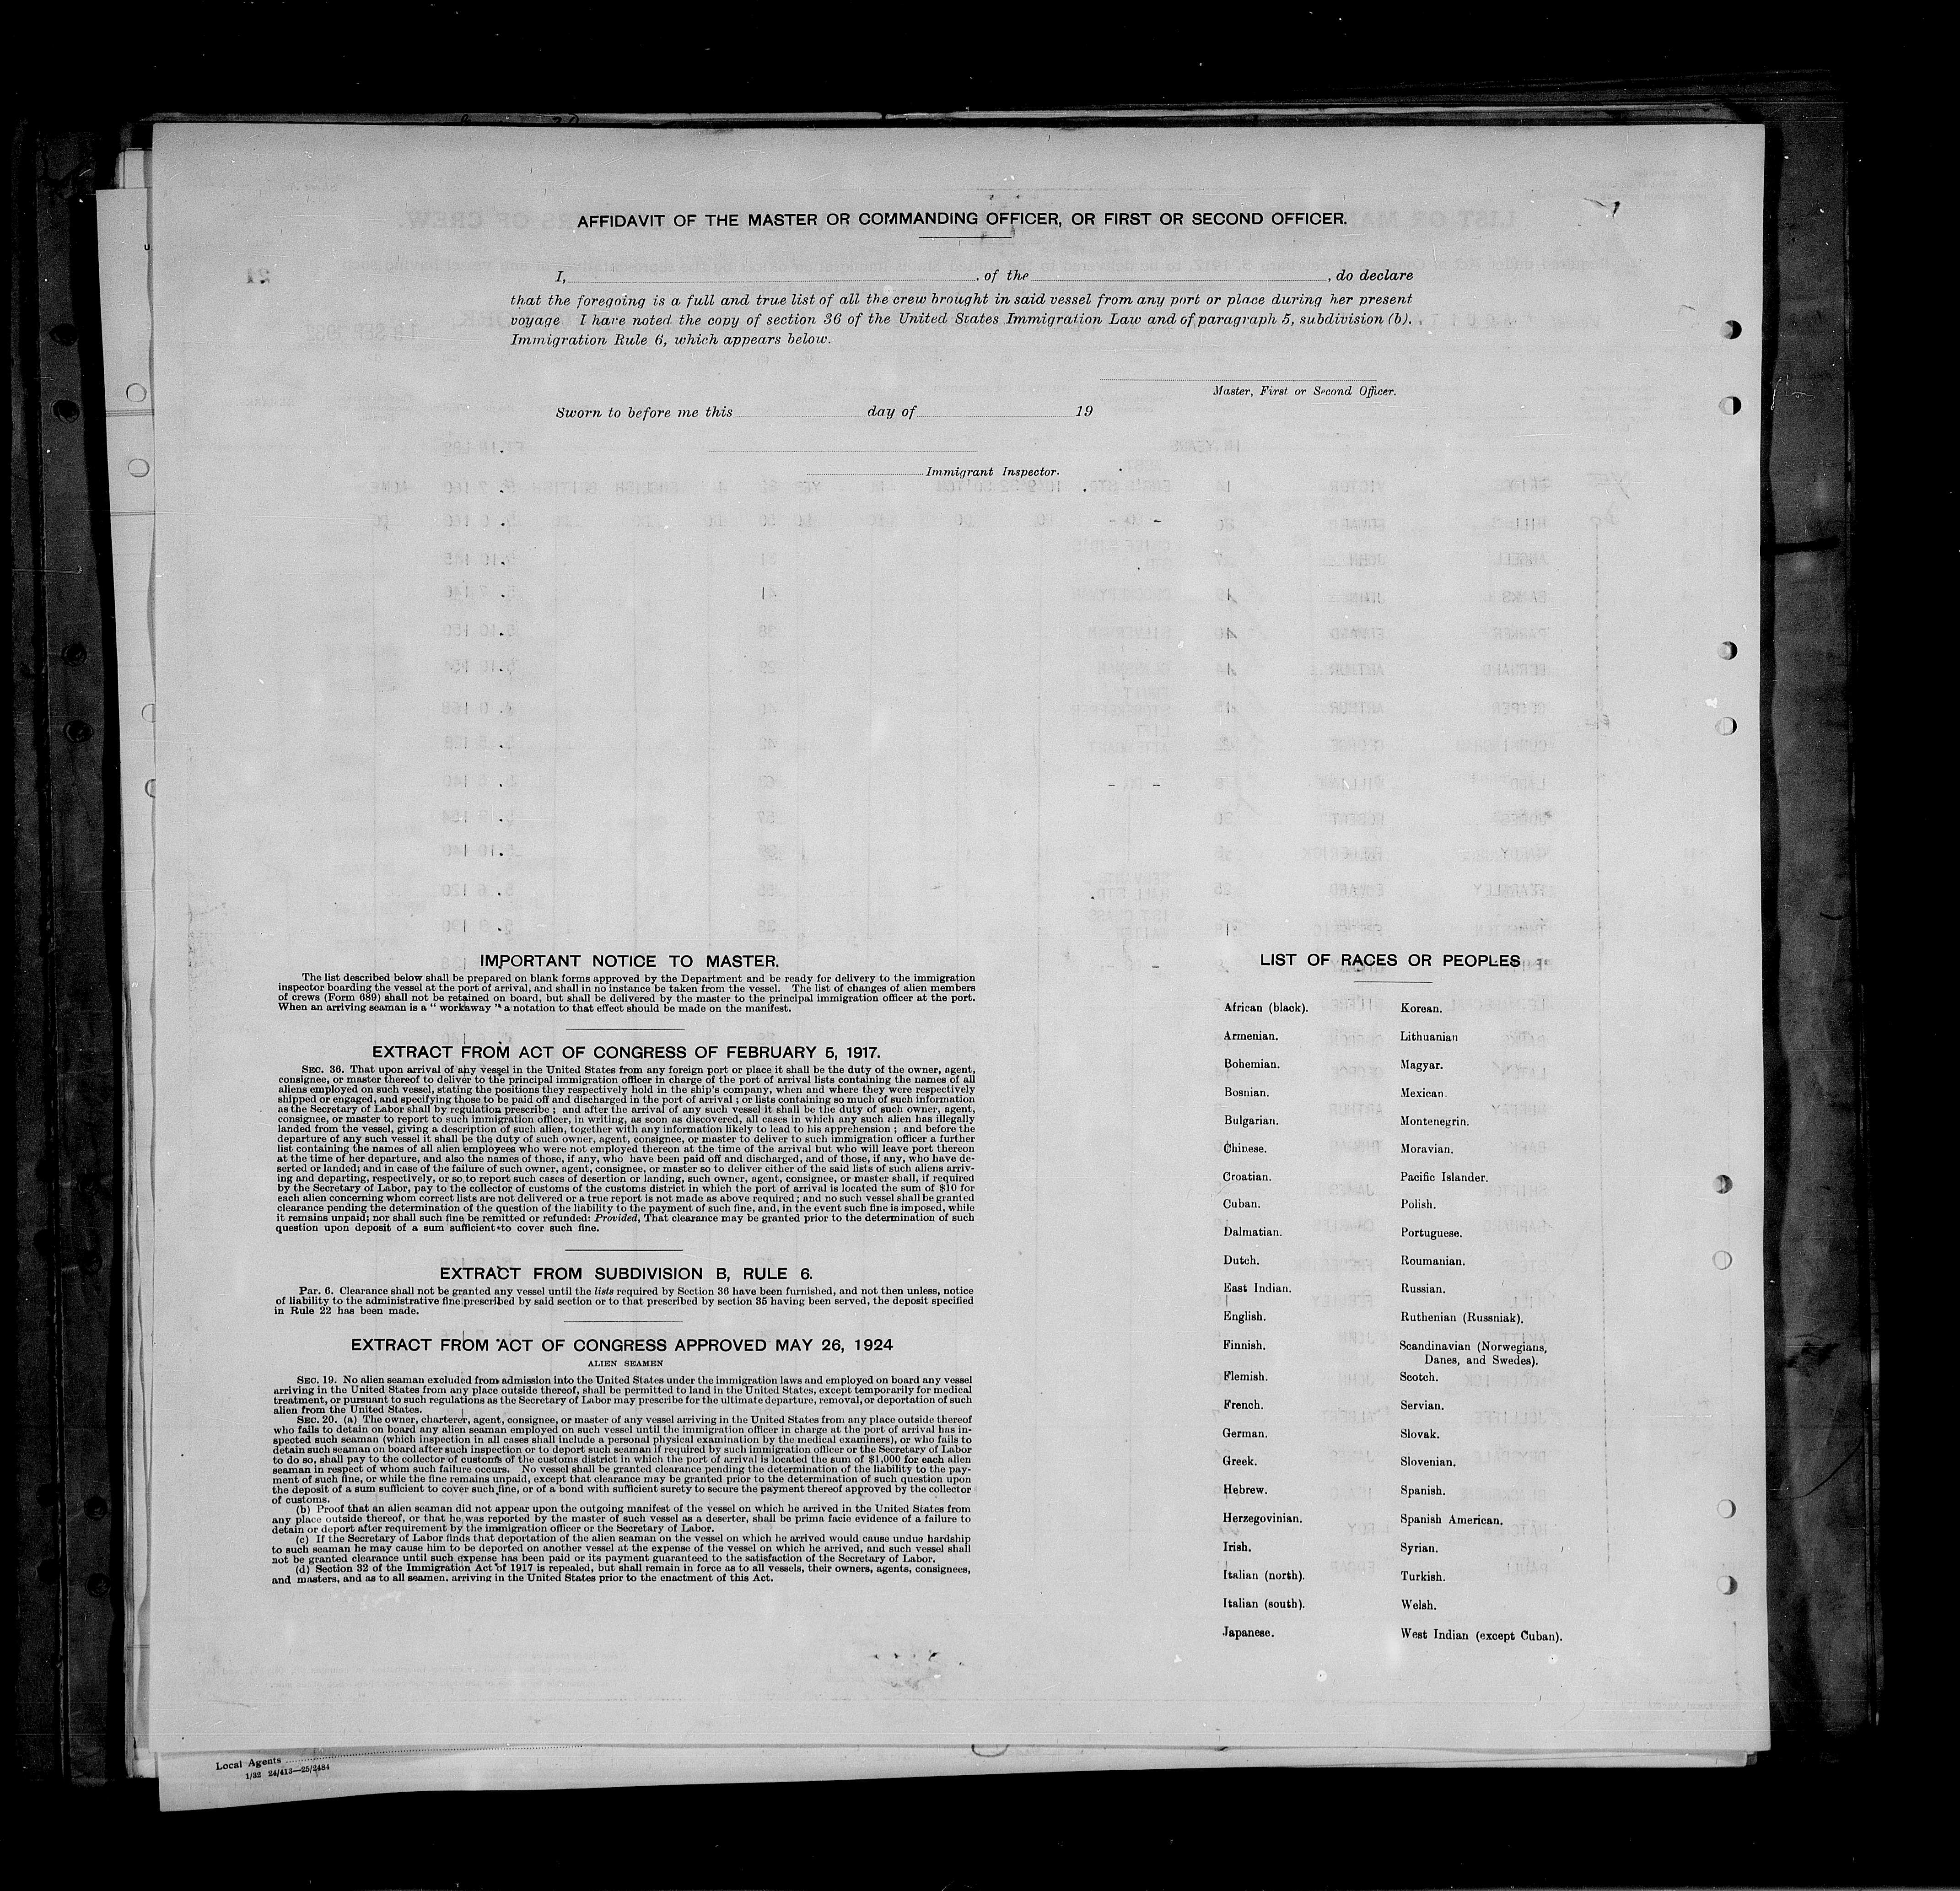 AFFIDAVIT OF THE MASTER OR COMMANDING OFFICER, OR FIRST OR SECOND OFFICER.
I, , of the , do declare
that the foregoing is a full and true list of all the crew brought in said vessel from any port or place during her present
voyage I have noted the copy of section 36 of the United States Immigration Law and of paragraph 5, subdivision (b).
Immigration Rule 6, which appears below.
Master, First or Second Officer.
Sworn to before me this day of 19
Immigrant Inspector.
IMPORTANT NOTICE TO MASTER.
The list described below shall be prepared on blank forms approved by the Department and be ready for delivery to the immigration
inspector boarding the vessel at the port of arrival, and shall in no instance be taken from the vessel. The list of changes of alien members
of crews (Form 689) shall not be retained on board, but shall be delivered by the master to the principal immigration officer at the port.
When an arriving seaman is a " workaway " a notation to that effect should be made on the manifest.
EXTRACT FROM ACT OF CONGRESS OF FEBRUARY 5, 1917.
SEC. 36. That upon arrival of any vessel in the United States from any foreign port or place it shall be the duty of the owner, agent,
consignee, or master thereof to deliver to the principal immigration officer in charge of the port of arrival lists containing the names of all
aliens employed on such vessel, stating the positions they respectively hold in the ship's company, when and where they were respectively
shipped or engaged, and specifying those to be paid off and discharged in the port of arrival ; or lists containing so much of such information
as the Secretary of Labor shall by regulation prescribe ; and after the arrival of any such vessel it shall be the duty of such owner, agent,
consignee, or master to report to such immigration officer, in writing, as soon as discovered, all cases in which any such alien has illegally
landed from the vessel, giving a description of such alien, together with any information likely to lead to his apprehension ; and before the
departure of any such vessel it shall be the duty of such owner, agent, consignee, or master to deliver to such immigration officer a further
list containing the names of all alien employees who were not employed thereon at the time of the arrival but who will leave port thereon
at the time of her departure, and also the names of those, if any, who have been paid off and discharged, and of those, if any, who have de-
serted or landed; and in case of the failure of such owner, agent, consignee, or master so to deliver either of the said lists of such aliens arriv-
ing and departing, respectively, or so to report such cases of desertion or landing, such owner, agent, consignee, or master shall, if required
by the Secretary of Labor, pay to the collector of customs of the customs district in which the port of arrival is located the sum of $10 for
each alien concerning whom correct lists are not delivered or a true report is not made as above required ; and no such vessel shall be granted
clearance pending the determination of the question of the liability to the payment of such fine, and, in the event such fine is imposed, while
it remains unpaid; nor shall such fine be remitted or refunded: Provided, That clearance may be granted prior to the determination of such
question upon deposit of a sum sufficient to cover such fine.
EXTRACT FROM SUBDIVISION B, RULE 6.
Par. 6. Clearance shall not be granted any vessel until the lists required by Section 36 have been furnished, and not then unless, notice
of liability to the administrative fine prescribed by said section or to that prescribed by section 35 having been served, the deposit specified
in Rule 22 has been made.
EXTRACT FROM ACT OF CONGRESS APPROVED MAY 26, 1924
ALIEN SEAMEN
SEC. 19. No alien seaman excluded from admission into the United States under the immigration laws and employed on board any vessel
arriving in the United States from any place outside thereof, shall be permitted to land in the United States, except temporarily for medical
treatment, or pursuant to such regulations as the Secretary of Labor may prescribe for the ultimate departure, removal, or deportation of such
alien from the United States.
SEC. 20. (a) The owner, charterer, agent, consignee, or master of any vessel arriving in the United States from any place outside thereof
who fails to detain on board any alien seaman employed on such vessel until the immigration officer in charge at the port of arrival has in-
spected such seaman (which inspection in all cases shall include a personal physical examination by the medical examiners), or who fails to
detain such seaman on board after such inspection or to deport such seaman if required by such immigration officer or the Secretary of Labor
to do so, shall pay to the collector of customs of the customs district in which the port of arrival is located the sum of $1,000 for each alien
seaman in respect of whom such failure occurs. No vessel shall be granted clearance pending the determination of the liability to the pay-
ment of such fine, or while the fine remains unpaid, except that clearance may be granted prior to the determination of such question upon
the deposit of a sum sufficient to cover such fine, or of a bond with sufficient surety to secure the payment thereof approved by the collector
of customs.
(b) Proof that an alien seaman did not appear upon the outgoing manifest of the vessel on which he arrived in the United States from
any place outside thereof, or that he was reported by the master of such vessel as a deserter, shall be prima facie evidence of a failure to
detain or deport after requirement by the immigration officer or the Secretary of Labor.
(c) If the Secretary of Labor finds that deportation of the alien seaman on the vessel on which he arrived would cause undue hardship
to such seaman he may cause him to be deported on another vessel at the expense of the vessel on which he arrived, and such vessel shall
not be granted clearance until such expense has been paid or its payment guaranteed to the satisfaction of the Secretary of Labor.
(d) Section 32 of the Immigration Act of 1917 is repealed, but shall remain in force as to all vessels, their owners, agents, consignees,
and masters, and as to all seamen. arriving in the United States prior to the enactment of this Act.
LIST OF RACES OR PEOPLES
African (black).
Armenian.
Bohemian.
Bosnian.
Bulgarian.
Chinese.
Croatian.
Cuban.
Dalmatian.
Dutch.
East Indian.
English.
Finnish.
Flemish.
French.
German.
Greek.
Hebrew.
Herzegovinian.
Irish.
Italian (north).
Italian (south).
Japanese.
Korean.
Lithuanian
Magyar.
Mexican.
Montenegrin.
Moravian.
Pacific Islander.
Polish.
Portuguese.
Roumanian.
Russian.
Ruthenian (Russniak).
Scandinavian (Norwegians,
Danes, and Swedes).
Scotch.
Servian.
Slovak.
Slovenian.
Spanish.
Spanish American.
Syrian.
Turkish.
Welsh.
West Indian (except Cuban).
Local Agents
1/32 24/413—25/2484